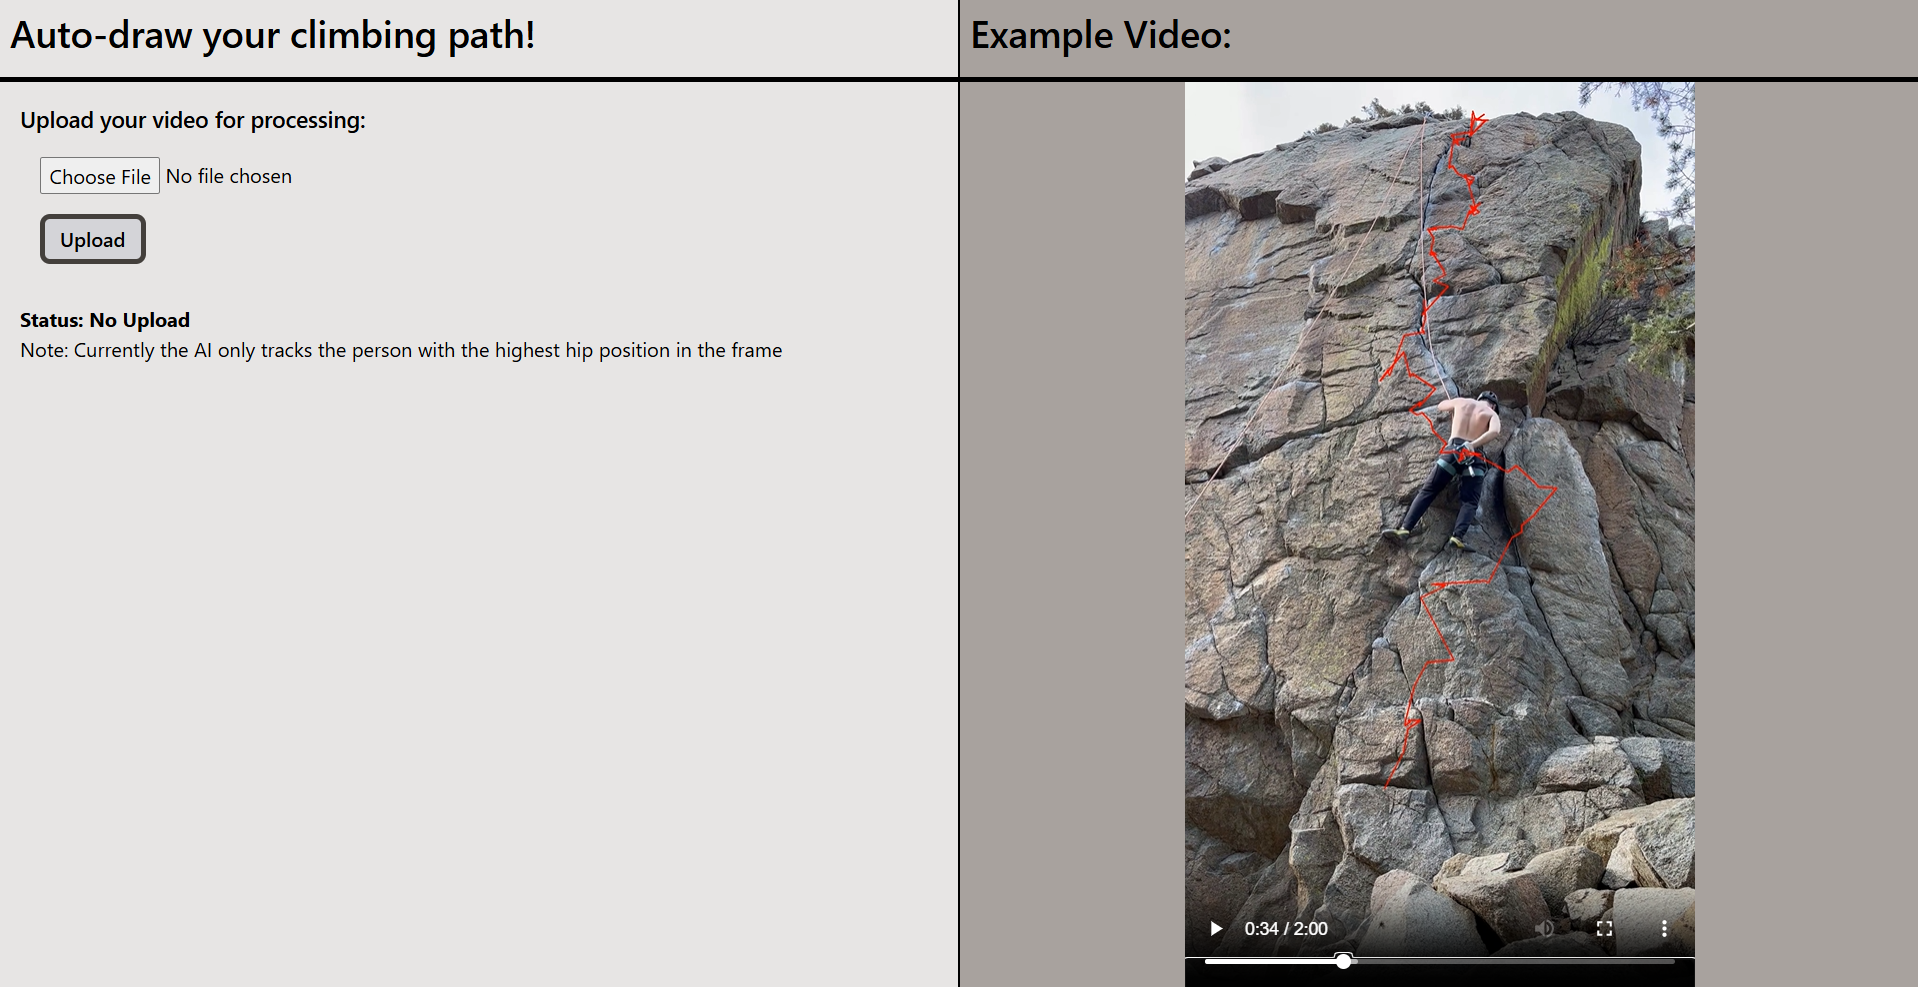 Auto-draw your climbing path!
Example Video:
Upload your video for processing:
Choose File No file chosen
Upload
Status: No Upload
Note: Currently the AI only tracks the person with the highest hip position in the frame
0:34 / 2:00